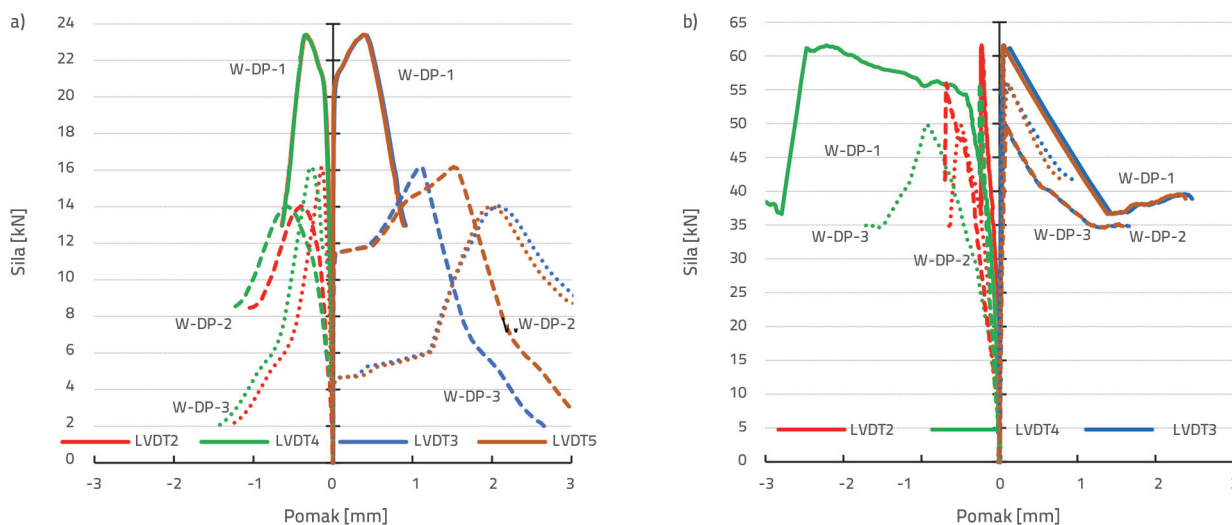 a)
24
22
20
18
16
14
12
10
8
6
4
2
0
Sila [kN]
W-DP-1
W-DP-1
W-DP-2
W-DP-2
W-DP-3
W-DP-3
LVDT2 LVDT4 LVDT3 LVDT5
-3 -2 -1 0 1 2 3
Pomak [mm]
b)
65
60
55
50
45
40
35
30
25
20
15
10
5
0
Sila [kN]
W-DP-1
W-DP-1
W-DP-3
W-DP-2
W-DP-3
W-DP-2
LVDT2 LVDT4 LVDT3
-3 -2 -1 0 1 2 3
Pomak [mm]